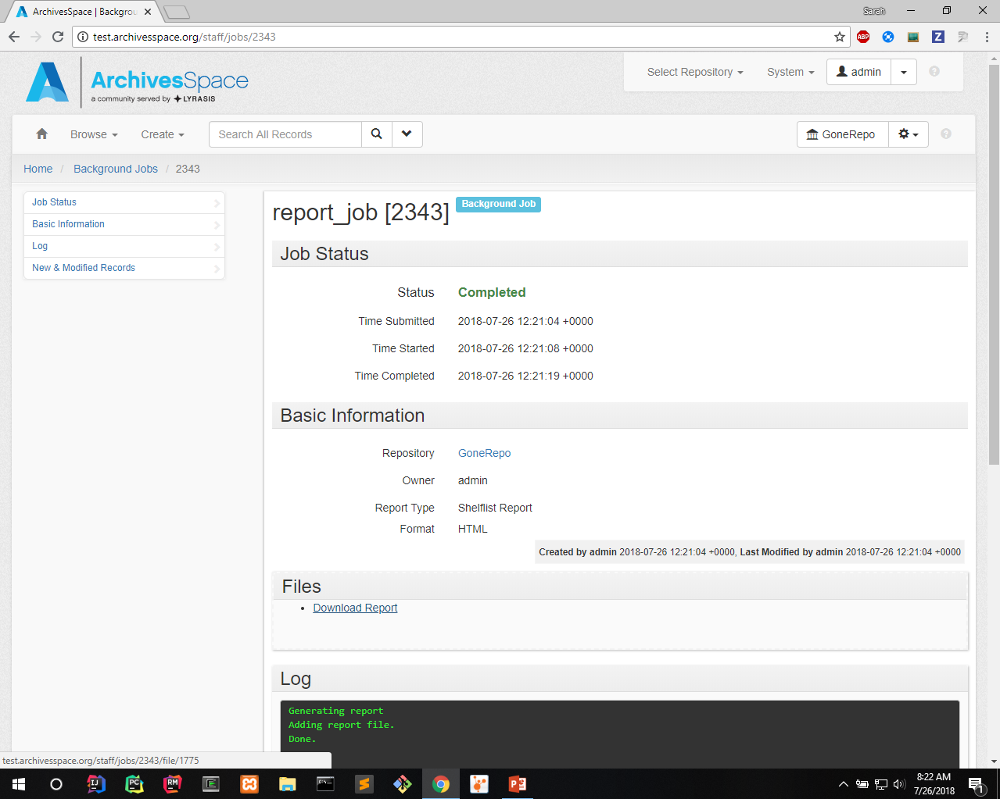 ArchivesSpace | Backgrou
Sarah
test.archivesspace.org/staff/jobs/2343
ABP
Z
ArchivesSpace
a community served by LYRASIS
Select Repository
System
admin
?
Browse
Create
Search All Records
GoneRepo
?
Home / Background Jobs / 2343
Job Status
Basic Information
Log
New & Modified Records
report_job [2343]
Background Job
Job Status
Status Completed
Time Submitted 2018-07-26 12:21:04 +0000
Time Started 2018-07-26 12:21:08 +0000
Time Completed 2018-07-26 12:21:19 +0000
Basic Information
Repository GoneRepo
Owner admin
Report Type Shelflist Report
Format HTML
Created by admin 2018-07-26 12:21:04 +0000, Last Modified by admin 2018-07-26 12:21:04 +0000
Files
• Download Report
Log
Generating report
Adding report file.
Done.
test.archivesspace.org/staff/jobs/2343/file/1775
IJ
PC
RM
8:22 AM
7/26/2018
1